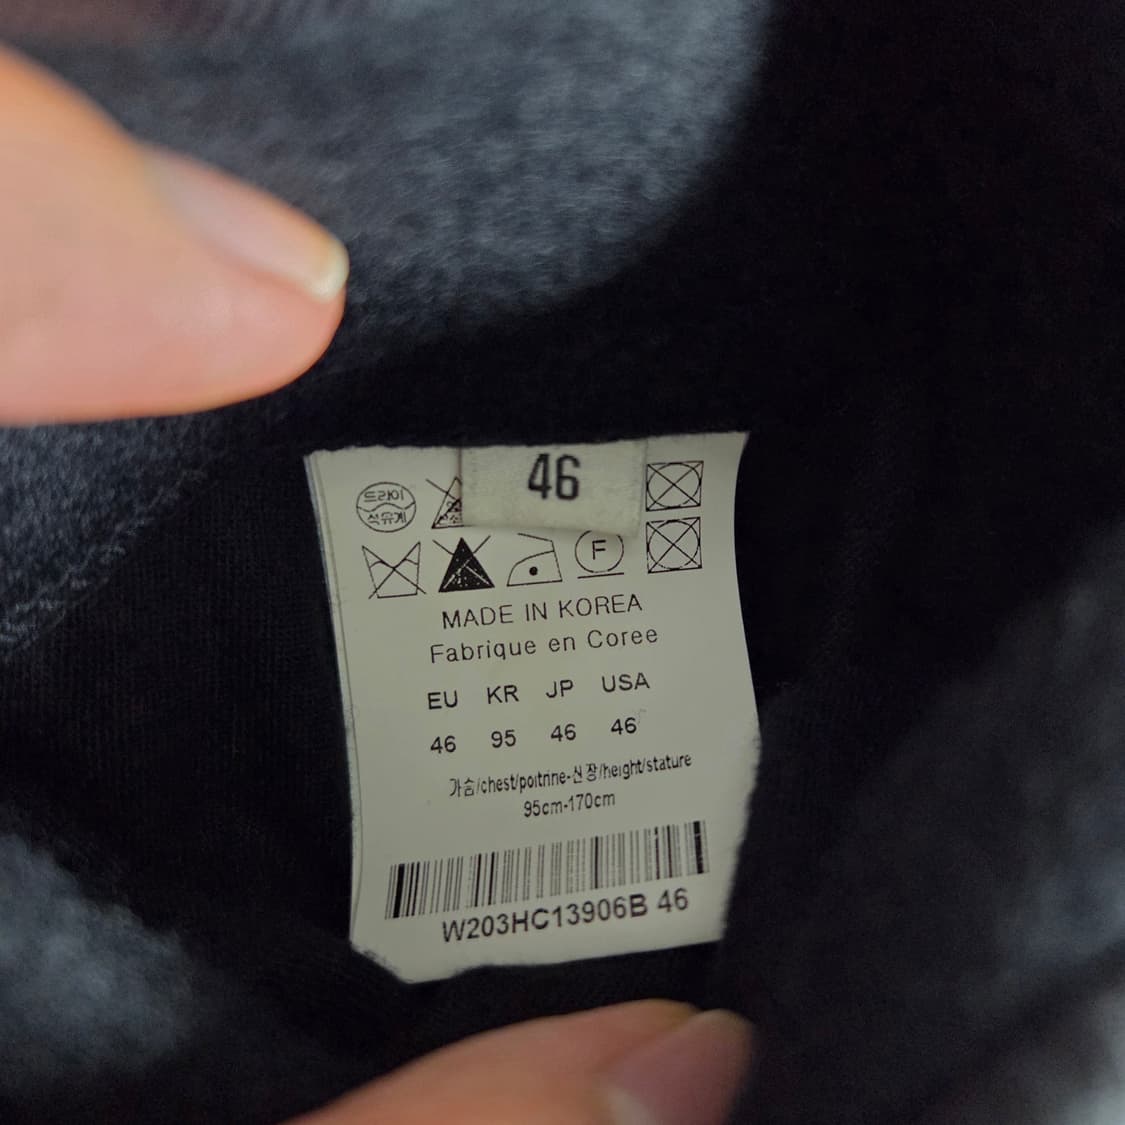 46
드라이
석유계
F
MADE IN KOREA
Fabrique en Coree
EU KR JP USA
46 95 46 46
가슴/chest/poitrine-신장/height/stature
95cm-170cm
W203HC13906B 46